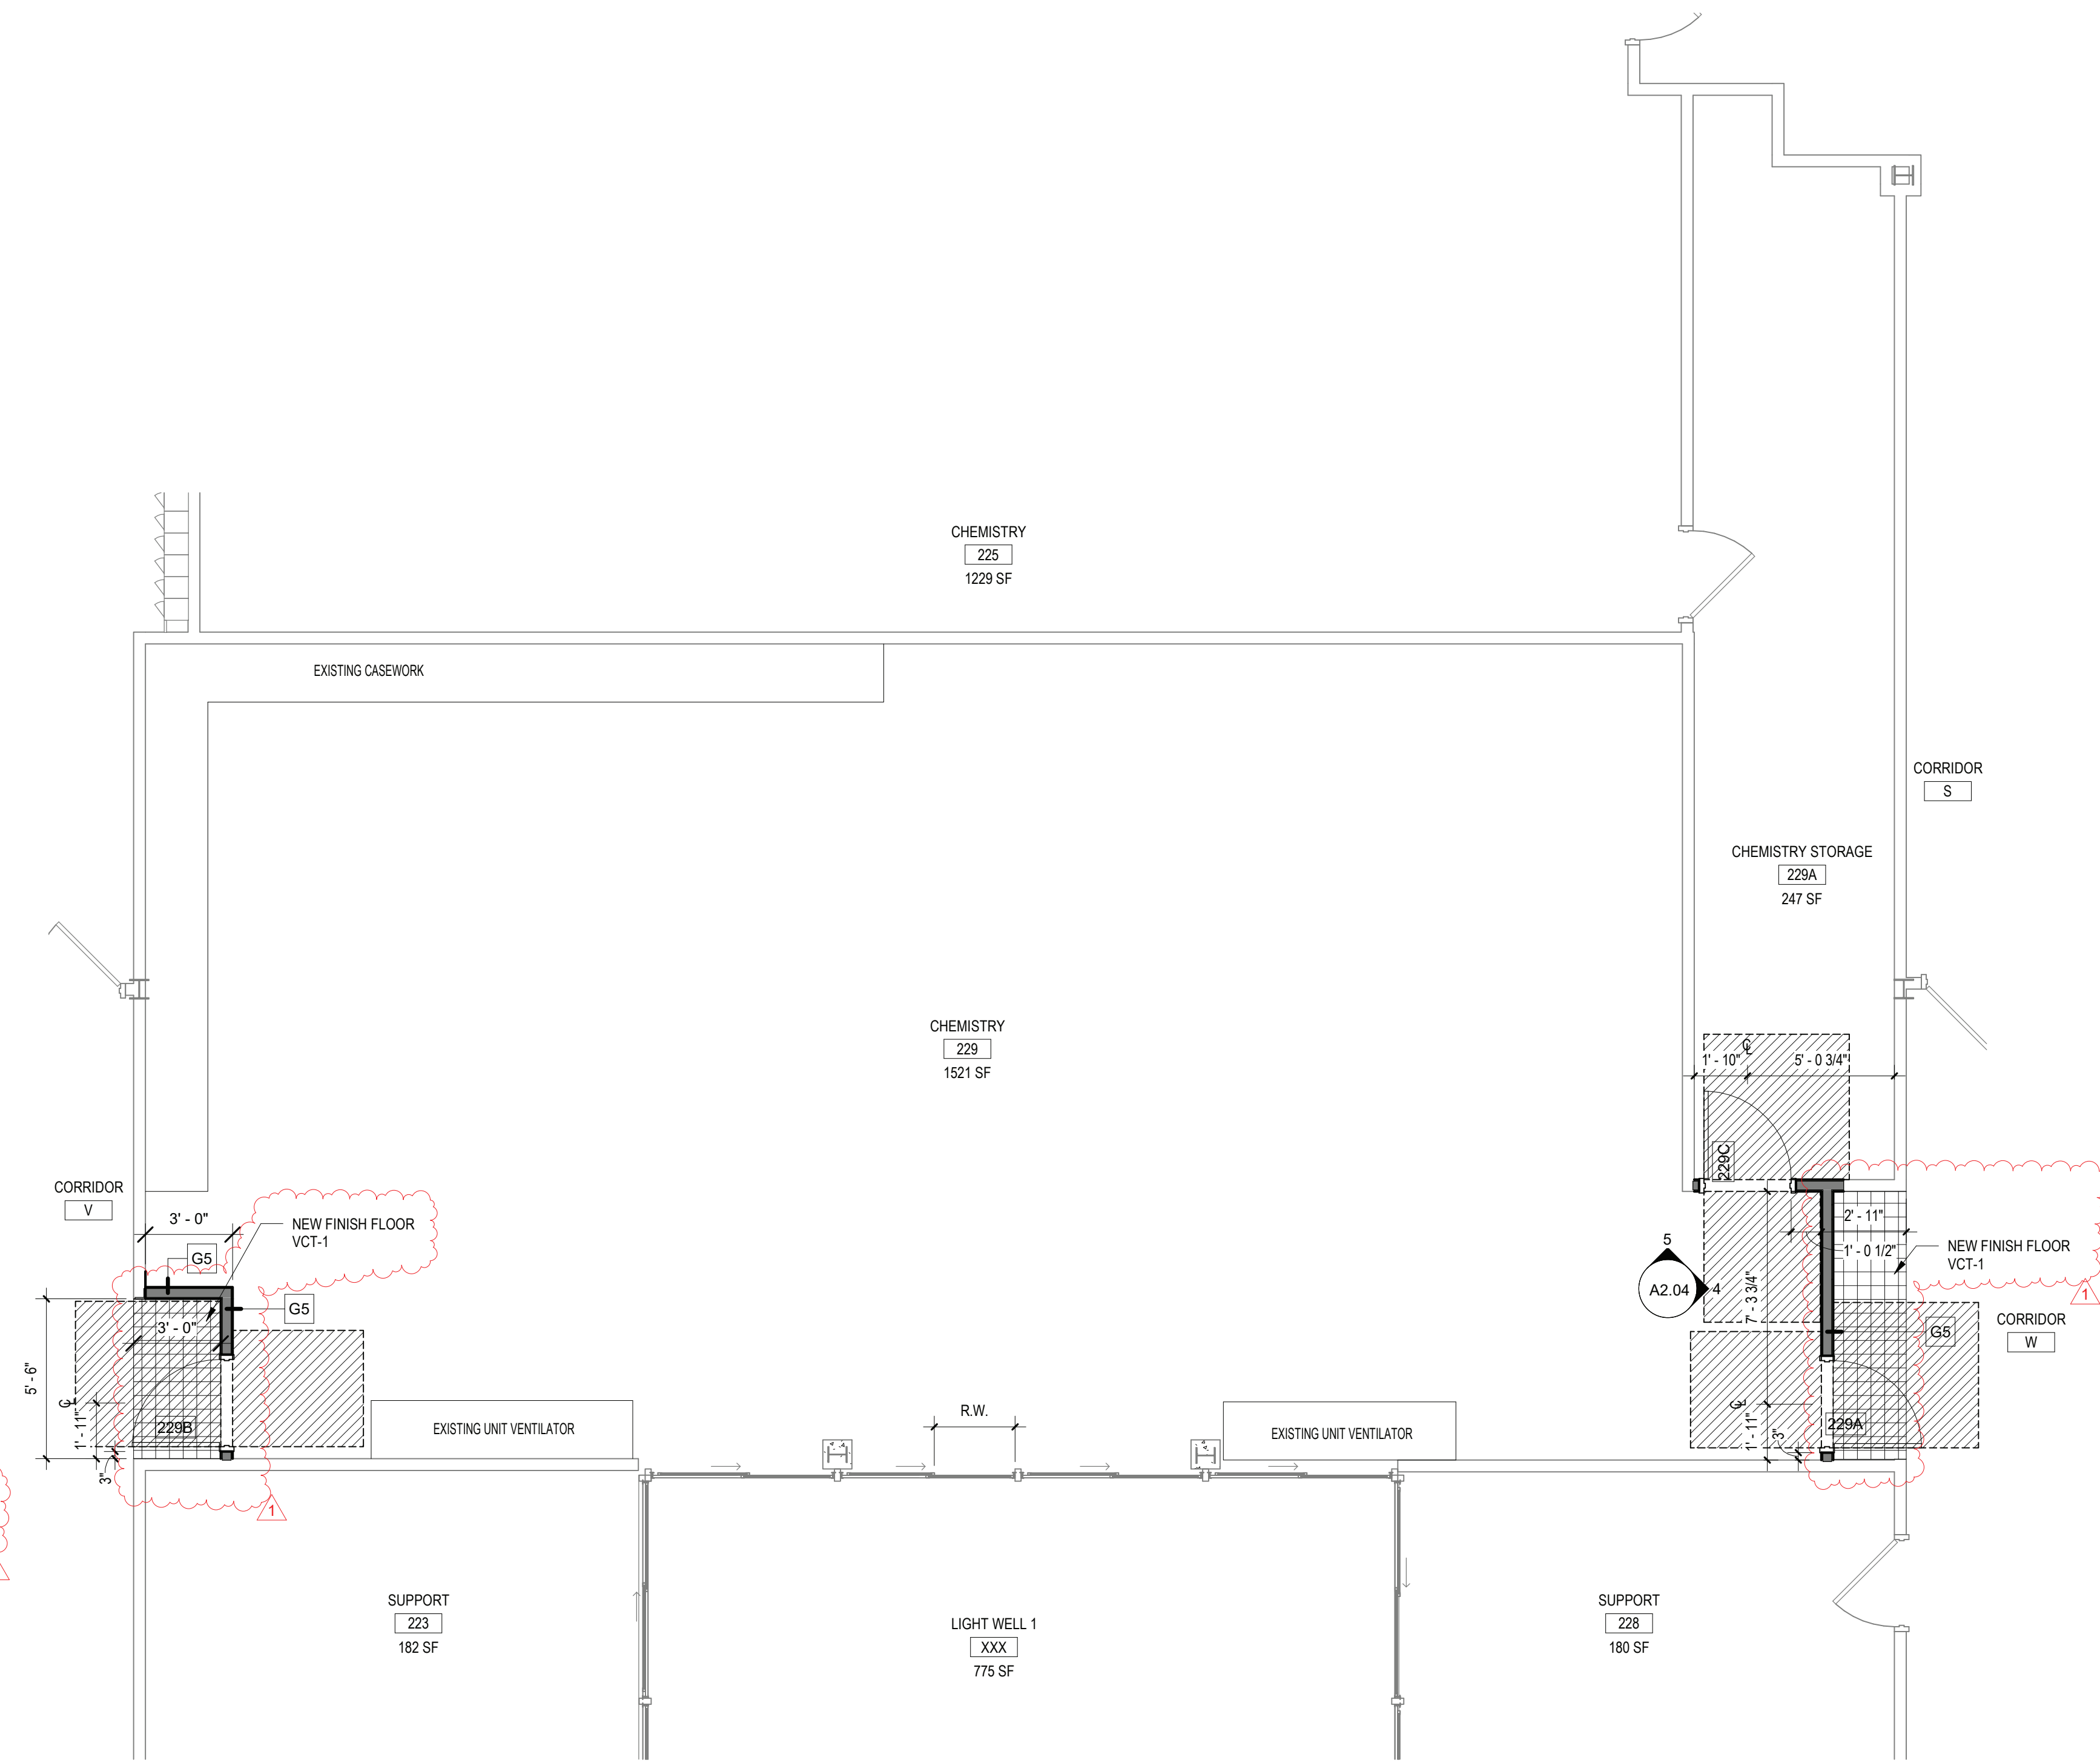 CHEMISTRY
225
1229 SF
EXISTING CASEWORK
CORRIDOR
S
CHEMISTRY STORAGE
229A
247 SF
CHEMISTRY
229
1521 SF
1' - 10"
℄
5' - 0 3/4"
229C
CORRIDOR
V
3' - 0"
NEW FINISH FLOOR
VCT-1
G5
G5
3' - 0"
5' - 6"
℄
1' - 11"
3"
229B
1
EXISTING UNIT VENTILATOR
R.W.
EXISTING UNIT VENTILATOR
2' - 11"
1' - 0 1/2"
NEW FINISH FLOOR
VCT-1
5
A2.04
4
7' - 3 3/4"
1
CORRIDOR
W
G5
℄
1' - 11"
3"
229A
SUPPORT
223
182 SF
LIGHT WELL 1
XXX
775 SF
SUPPORT
228
180 SF